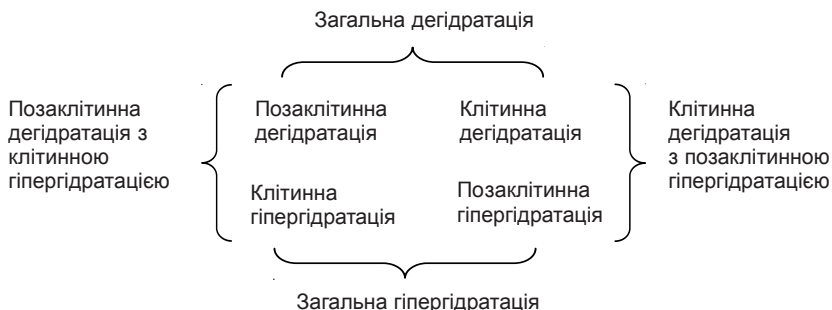 Загальна дегідратація
Позаклітинна
дегідратація з
клітинною
гіпергідратацією
Позаклітинна
дегідратація
Клітинна
дегідратація
Клітинна
гіпергідратація
Позаклітинна
гіпергідратація
Клітинна
дегідратація
з позаклітинною
гіпергідратацією
Загальна гіпергідратація